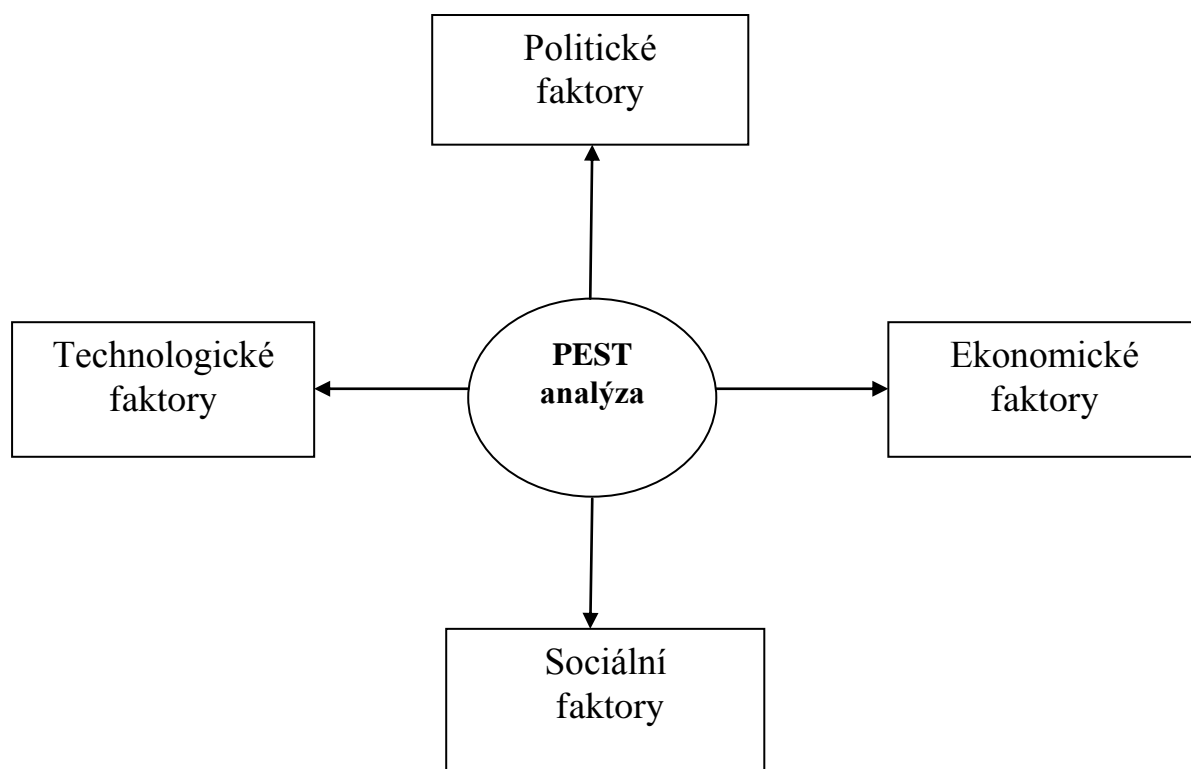 Politické
faktory
Technologické
faktory
PEST
analýza
Ekonomické
faktory
Sociální
faktory